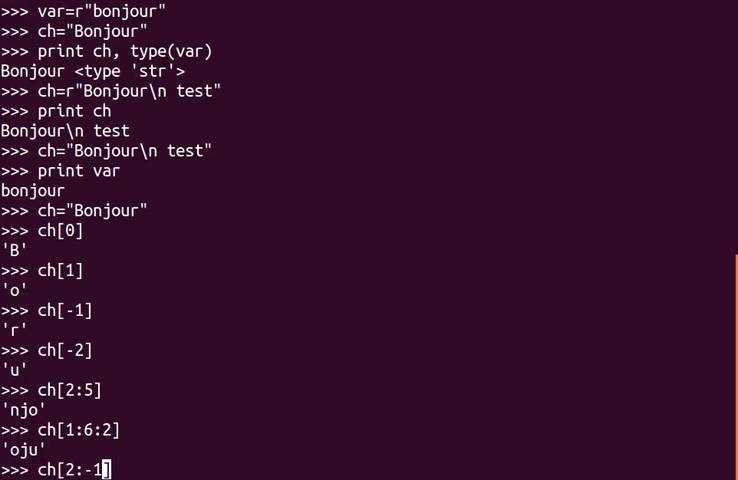 >>> var=r"bonjour"
>>> ch="Bonjour"
>>> print ch, type(var)
Bonjour <type 'str'>
>>> ch=r"Bonjour\n test"
>>> print ch
Bonjour\n test
>>> ch="Bonjour\n test"
>>> print var
bonjour
>>> ch="Bonjour"
>>> ch[0]
'B'
>>> ch[1]
'o'
>>> ch[-1]
'r'
>>> ch[-2]
'u'
>>> ch[2:5]
'njo'
>>> ch[1:6:2]
'oju'
>>> ch[2:-1]